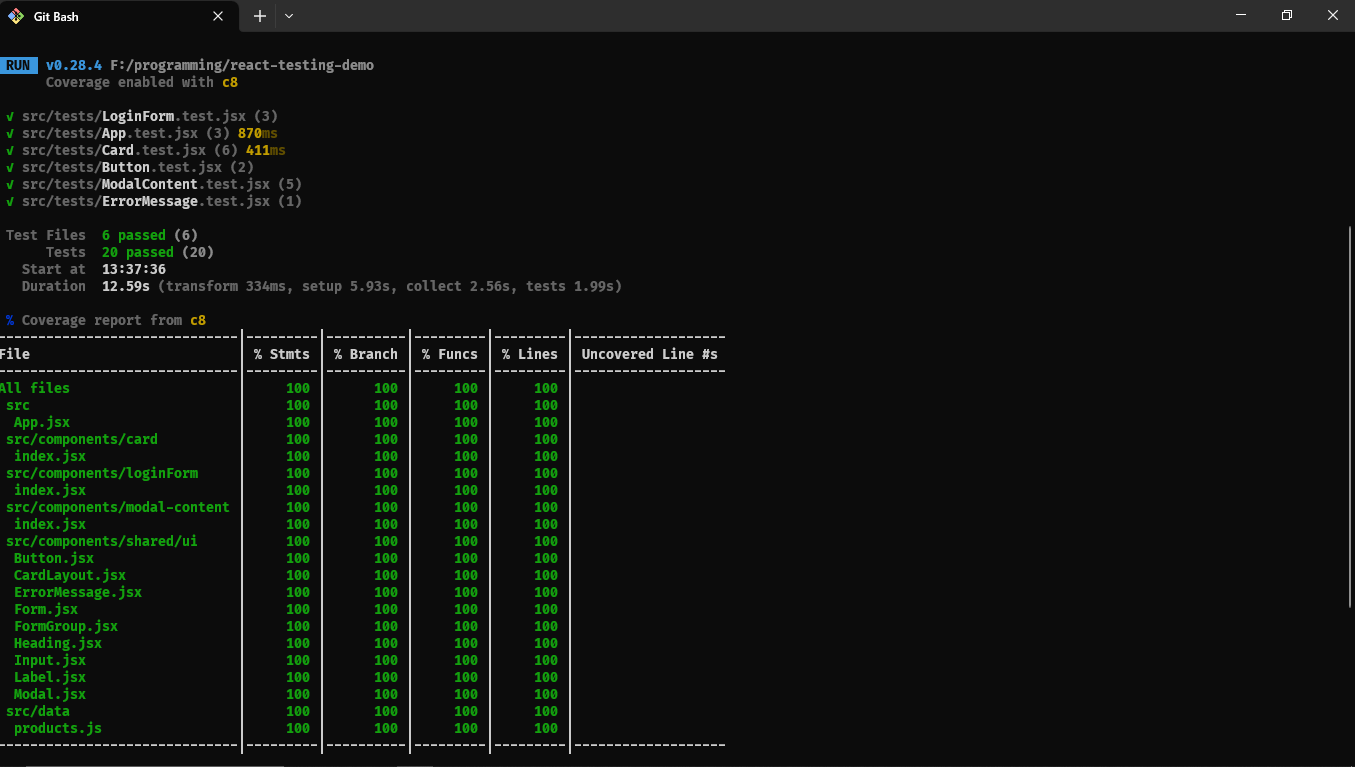 Git Bash
RUN v0.28.4 F:/programming/react-testing-demo
Coverage enabled with c8
√ src/tests/LoginForm.test.jsx (3)
√ src/tests/App.test.jsx (3) 870ms
√ src/tests/Card.test.jsx (6) 411ms
√ src/tests/Button.test.jsx (2)
√ src/tests/ModalContent.test.jsx (5)
√ src/tests/ErrorMessage.test.jsx (1)
Test Files 6 passed (6)
Tests 20 passed (20)
Start at 13:37:36
Duration 12.59s (transform 334ms, setup 5.93s, collect 2.56s, tests 1.99s)
% Coverage report from c8
File | % Stmts | % Branch | % Funcs | % Lines | Uncovered Line #s
All files | 100 | 100 | 100 | 100 |
src | 100 | 100 | 100 | 100 |
App.jsx | 100 | 100 | 100 | 100 |
src/components/card | 100 | 100 | 100 | 100 |
index.jsx | 100 | 100 | 100 | 100 |
src/components/loginForm | 100 | 100 | 100 | 100 |
index.jsx | 100 | 100 | 100 | 100 |
src/components/modal-content | 100 | 100 | 100 | 100 |
index.jsx | 100 | 100 | 100 | 100 |
src/components/shared/ui | 100 | 100 | 100 | 100 |
Button.jsx | 100 | 100 | 100 | 100 |
CardLayout.jsx | 100 | 100 | 100 | 100 |
ErrorMessage.jsx | 100 | 100 | 100 | 100 |
Form.jsx | 100 | 100 | 100 | 100 |
FormGroup.jsx | 100 | 100 | 100 | 100 |
Heading.jsx | 100 | 100 | 100 | 100 |
Input.jsx | 100 | 100 | 100 | 100 |
Label.jsx | 100 | 100 | 100 | 100 |
Modal.jsx | 100 | 100 | 100 | 100 |
src/data | 100 | 100 | 100 | 100 |
products.js | 100 | 100 | 100 | 100 |